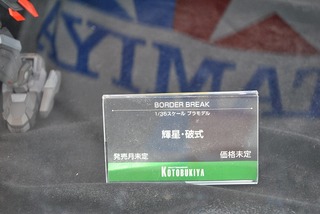 AYIMAT
BORDER BREAK
1/35スケール プラモデル
輝星・破式
発売月未定 価格未定
KOTOBUKIYA